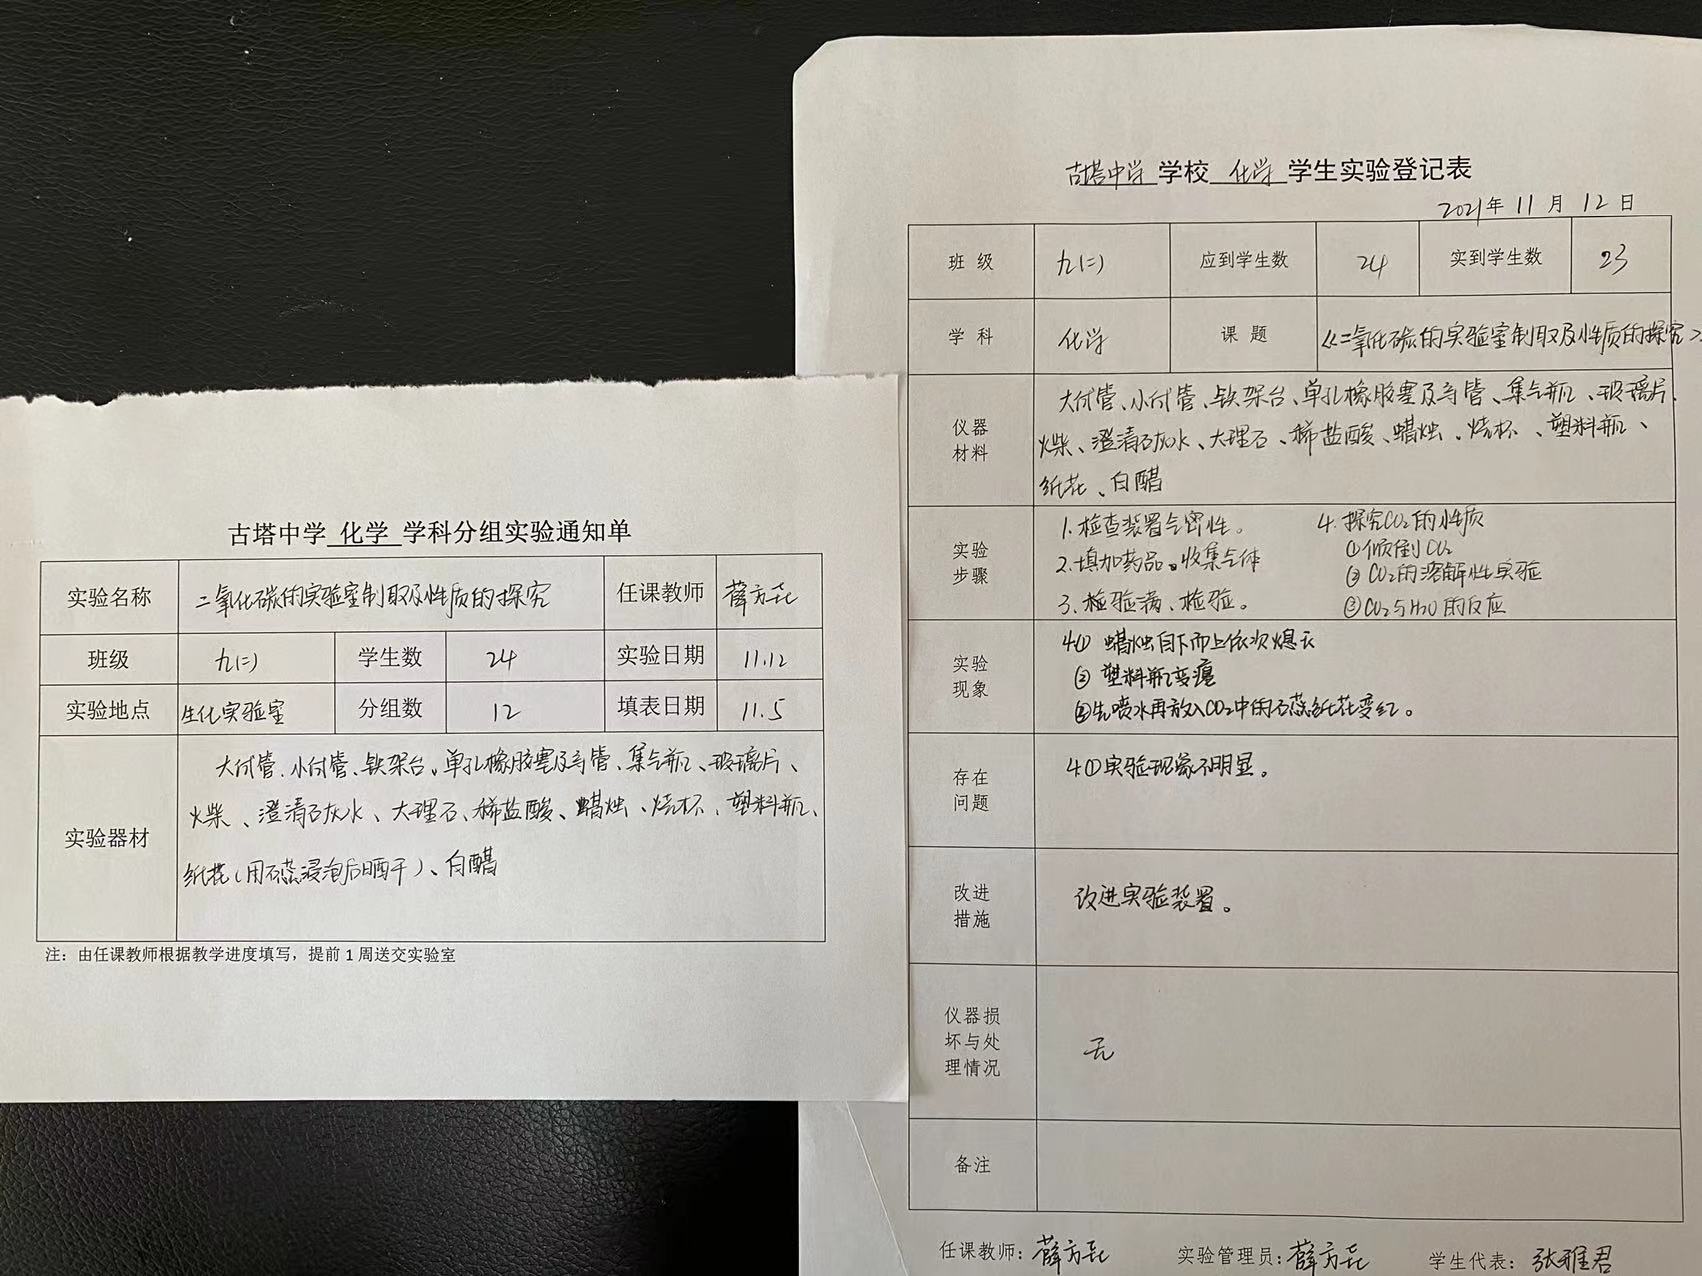 古塔中学 化学 学科分组实验通知单
实验名称 二氧化碳的实验室制取及性质的探究 任课教师
班级 九(二) 学生数 24 实验日期 11.12
实验地点 生化实验室 分组数 12 填表日期 11.5
实验器材
大试管、小试管、铁架台、单孔橡胶塞及导管、集气瓶、玻璃片、
火柴、澄清石灰水、大理石、稀盐酸、蜡烛、烧杯、塑料瓶、
纸花(用石蕊浸泡后晒干)、白醋
注：由任课教师根据教学进度填写，提前1周送交实验室
古塔中学 学校 化学 学生实验登记表
2021年 11 月 12 日
班 级 九(二) 应到学生数 24 实到学生数 23
学 科 化学 课 题 《二氧化碳的实验室制取及性质的探究》
仪器
材料
大试管、小试管、铁架台、单孔橡胶塞及导管、集气瓶、玻璃片、
火柴、澄清石灰水、大理石、稀盐酸、蜡烛、烧杯、塑料瓶、
纸花、白醋
实验
步骤
1.检查装置气密性。
2.填加药品。收集气体
3.检验满、检验。
4.探究CO2的性质
①倾倒CO2
②CO2的溶解性实验
③CO2与H2O的反应
实验
现象
4① 蜡烛自下而上依次熄灭
② 塑料瓶变瘪
③先喷水再放入CO2中的石蕊纸花变红。
存在
问题
4①实验现象不明显。
改进
措施
改进实验装置。
仪器损
坏与处
理情况
无
备注
任课教师： 实验管理员： 学生代表：张雅君